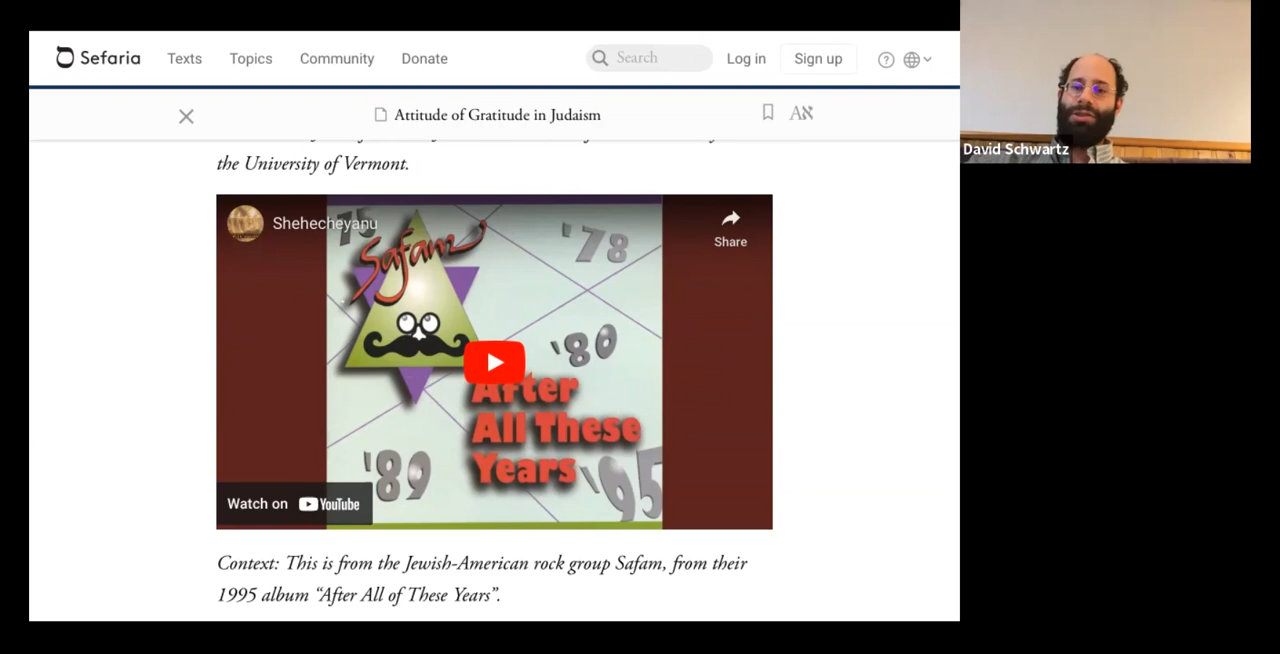 Sefaria
Texts
Topics
Community
Donate
Search
Log in
Sign up
David Schwartz
Attitude of Gratitude in Judaism
the University of Vermont.
Shehecheyanu
Share
'75
Safam
'78
'80
After
All These
Years
'89
'95
Watch on YouTube
Context: This is from the Jewish-American rock group Safam, from their
1995 album “After All of These Years”.